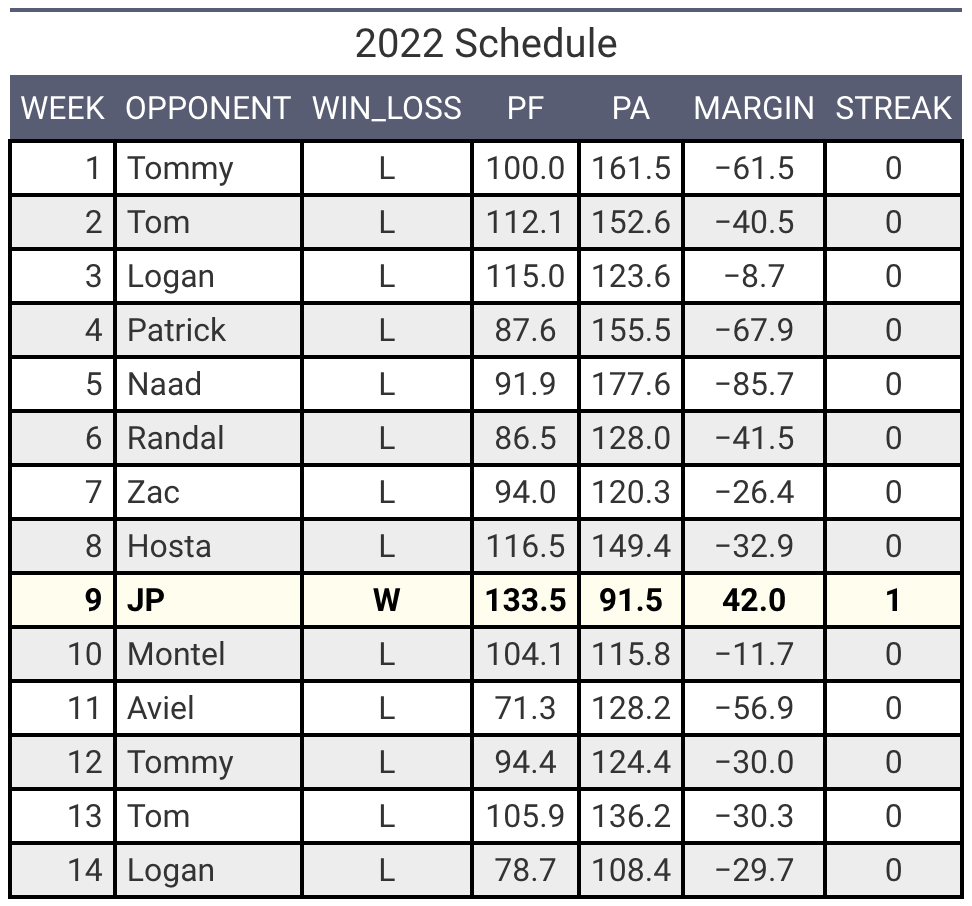 2022 Schedule
WEEK OPPONENT WIN_LOSS PF PA MARGIN STREAK
1 Tommy L 100.0 161.5 −61.5 0
2 Tom L 112.1 152.6 −40.5 0
3 Logan L 115.0 123.6 −8.7 0
4 Patrick L 87.6 155.5 −67.9 0
5 Naad L 91.9 177.6 −85.7 0
6 Randal L 86.5 128.0 −41.5 0
7 Zac L 94.0 120.3 −26.4 0
8 Hosta L 116.5 149.4 −32.9 0
9 JP W 133.5 91.5 42.0 1
10 Montel L 104.1 115.8 −11.7 0
11 Aviel L 71.3 128.2 −56.9 0
12 Tommy L 94.4 124.4 −30.0 0
13 Tom L 105.9 136.2 −30.3 0
14 Logan L 78.7 108.4 −29.7 0